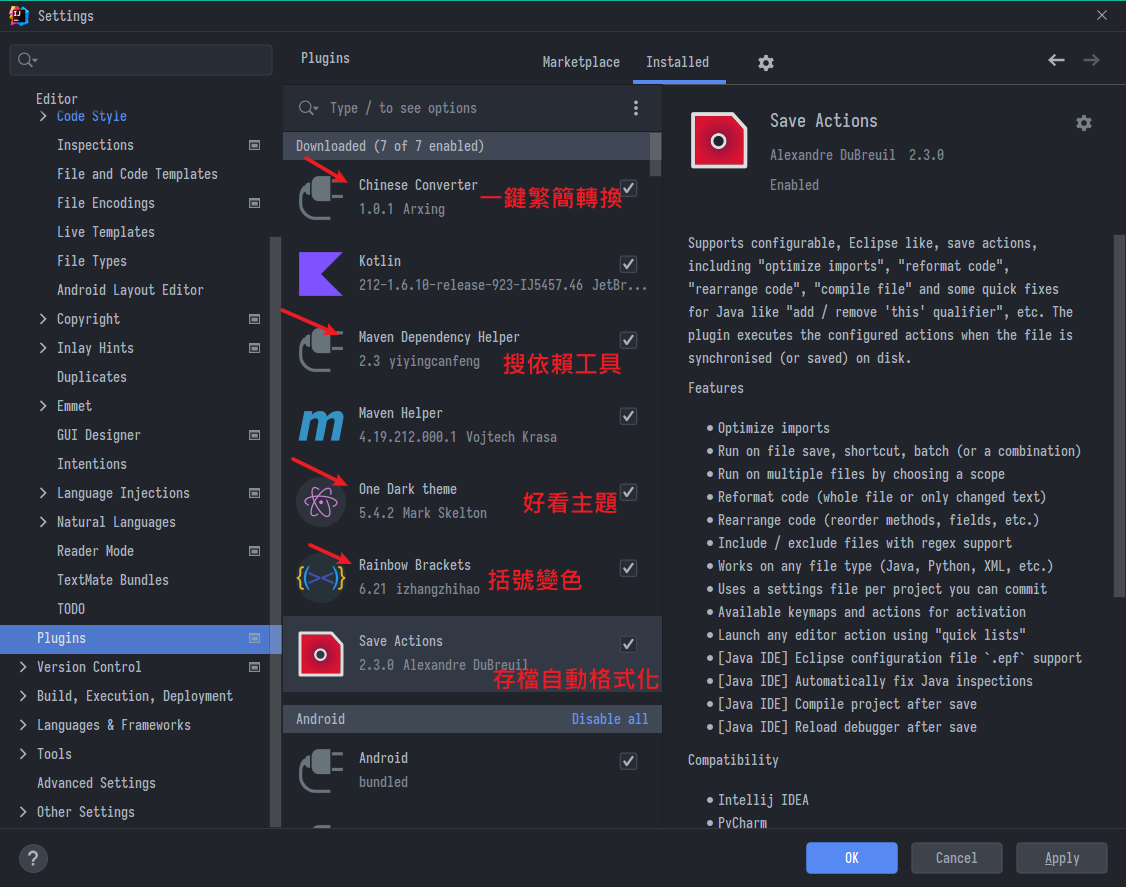 Settings
Editor
Code Style
Inspections
File and Code Templates
File Encodings
Live Templates
File Types
Android Layout Editor
Copyright
Inlay Hints
Duplicates
Emmet
GUI Designer
Intentions
Language Injections
Natural Languages
Reader Mode
TextMate Bundles
TODO
Plugins
Version Control
Build, Execution, Deployment
Languages & Frameworks
Tools
Advanced Settings
Other Settings
Plugins
Marketplace
Installed
Type / to see options
Downloaded (7 of 7 enabled)
Chinese Converter
1.0.1 Arxing
一鍵繁簡轉換
Kotlin
212-1.6.10-release-923-IJ5457.46 JetBr...
Maven Dependency Helper
2.3 yiyingcanfeng
搜依賴工具
Maven Helper
4.19.212.000.1 Vojtech Krasa
One Dark theme
5.4.2 Mark Skelton
好看主題
Rainbow Brackets
6.21 izhangzhihao
括號變色
Save Actions
2.3.0 Alexandre DuBreuil
存檔自動格式化
Android
Disable all
Android
bundled
Save Actions
Alexandre DuBreuil 2.3.0
Enabled
Supports configurable, Eclipse like, save actions,
including "optimize imports", "reformat code",
"rearrange code", "compile file" and some quick fixes
for Java like "add / remove 'this' qualifier", etc. The
plugin executes the configured actions when the file is
synchronised (or saved) on disk.
Features
• Optimize imports
• Run on file save, shortcut, batch (or a combination)
• Run on multiple files by choosing a scope
• Reformat code (whole file or only changed text)
• Rearrange code (reorder methods, fields, etc.)
• Include / exclude files with regex support
• Works on any file type (Java, Python, XML, etc.)
• Uses a settings file per project you can commit
• Available keymaps and actions for activation
• Launch any editor action using "quick lists"
• [Java IDE] Eclipse configuration file `.epf` support
• [Java IDE] Automatically fix Java inspections
• [Java IDE] Compile project after save
• [Java IDE] Reload debugger after save
Compatibility
• Intellij IDEA
• PyCharm
?
OK
Cancel
Apply